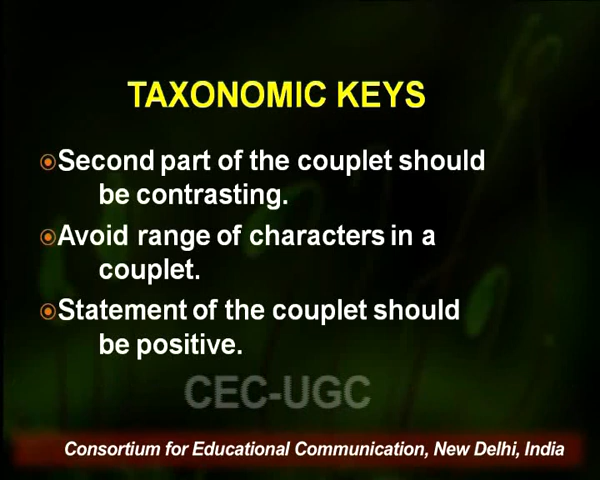 TAXONOMIC KEYS
Second part of the couplet should
be contrasting.
Avoid range of characters in a
couplet.
Statement of the couplet should
be positive.
CEC-UGC
Consortium for Educational Communication, New Delhi, India